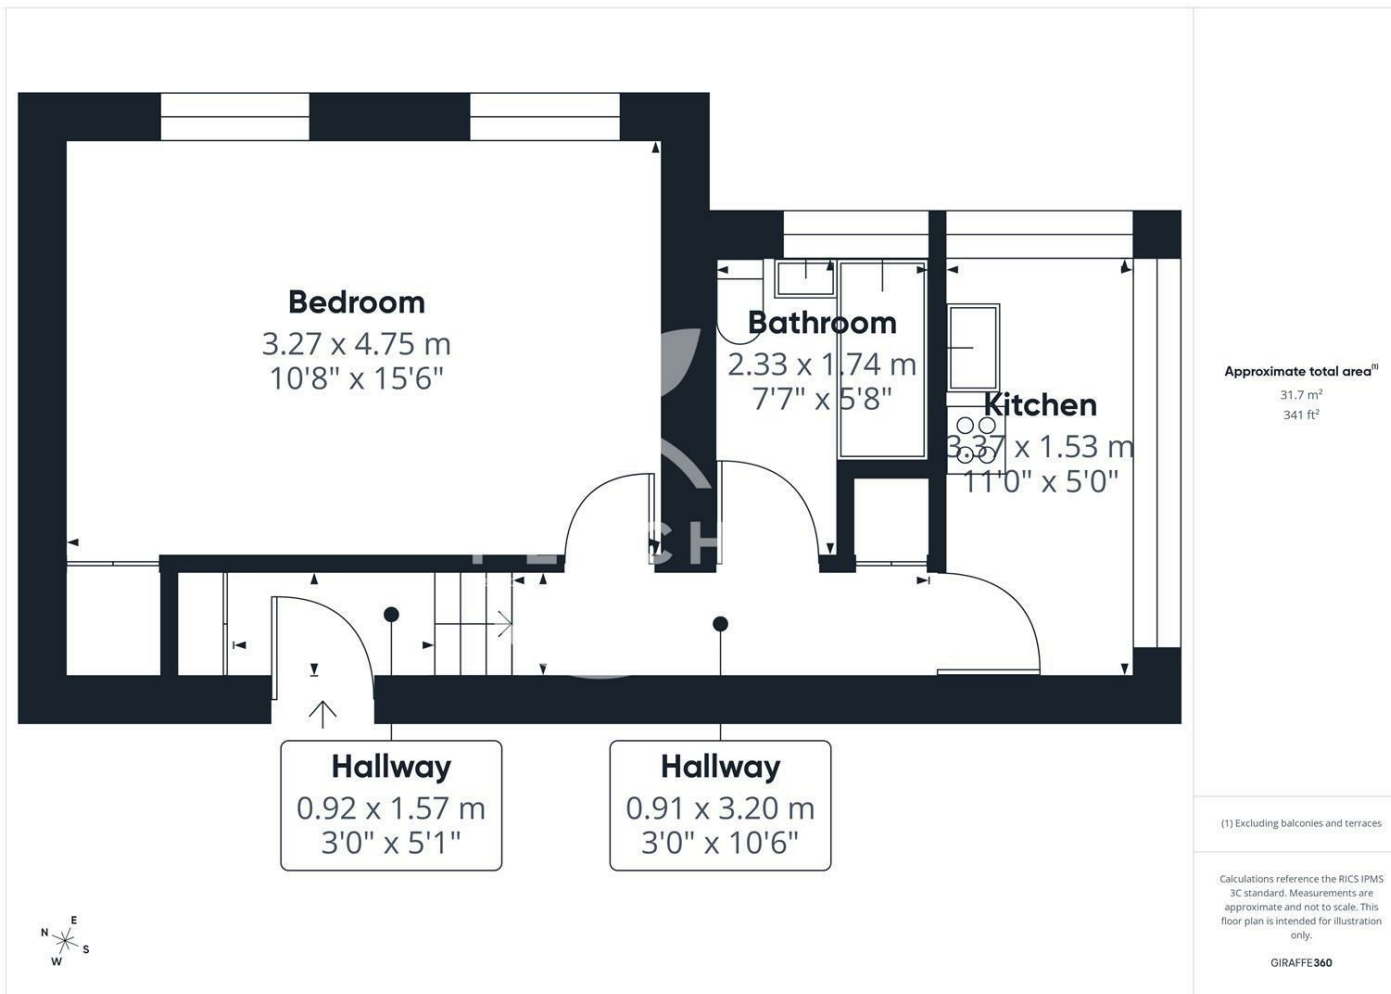 Bedroom
3.27 x 4.75 m
10'8" x 15'6"
Bathroom
2.33 x 1.74 m
7'7" x 5'8"
Kitchen
3.37 x 1.53 m
11'0" x 5'0"
Hallway
0.92 x 1.57 m
3'0" x 5'1"
Hallway
0.91 x 3.20 m
3'0" x 10'6"
N
E
S
W
Approximate total area(1)
31.7 m²
341 ft²
(1) Excluding balconies and terraces
Calculations reference the RICS IPMS
3C standard. Measurements are
approximate and not to scale. This
floor plan is intended for illustration
only.
GIRAFFE360